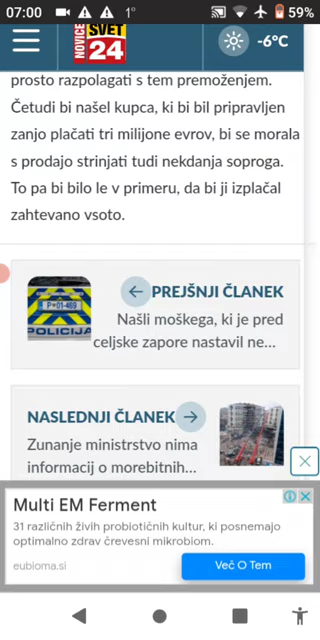 07:00
1°
59%
NOVICE
SVET
24
-6°C
prosto razpolagati s tem premoženjem.
Četudi bi našel kupca, ki bi bil pripravljen
zanjo plačati tri milijone evrov, bi se morala
s prodajo strinjati tudi nekdanja soproga.
To pa bi bilo le v primeru, da bi ji izplačal
zahtevano vsoto.
PREJŠNJI ČLANEK
Našli moškega, ki je pred
celjske zapore nastavil ne...
P 01-469
POLICIJA
NASLEDNJI ČLANEK
Zunanje ministrstvo nima
informacij o morebitnih...
Multi EM Ferment
31 različnih živih probiotičnih kultur, ki posnemajo
optimalno zdrav črevesni mikrobiom.
eubioma.si
Več O Tem